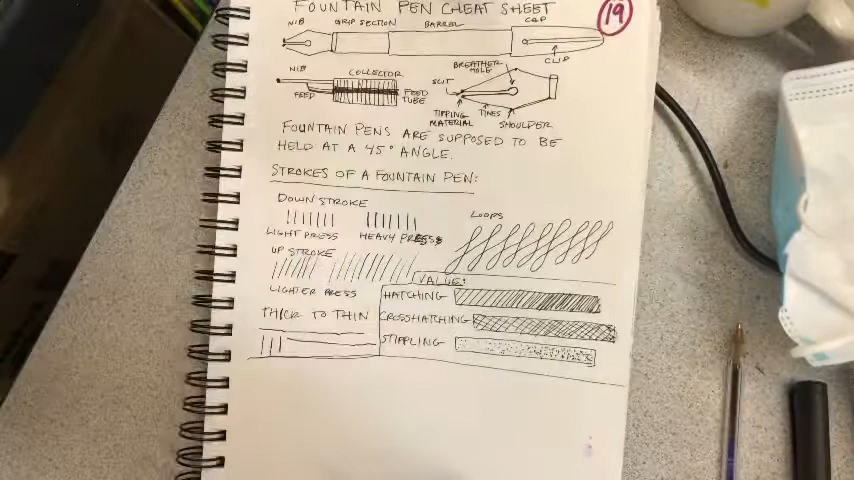 FOUNTAIN PEN CHEAT SHEET
19
NIB GRIP SECTION BARREL CAP
CLIP
NIB COLLECTOR
FEED FEED TUBE
BREATHER HOLE
SLIT
TIPPING MATERIAL TINES SHOULDER
FOUNTAIN PENS ARE SUPPOSED TO BE
HELD AT A 45° ANGLE.
STROKES OF A FOUNTAIN PEN:
DOWN STROKE
LIGHT PRESS HEAVY PRESS
LOOPS
UP STROKE
LIGHTER PRESS
VALUE:
HATCHING
THICK TO THIN
CROSSHATCHING
STIPPLING